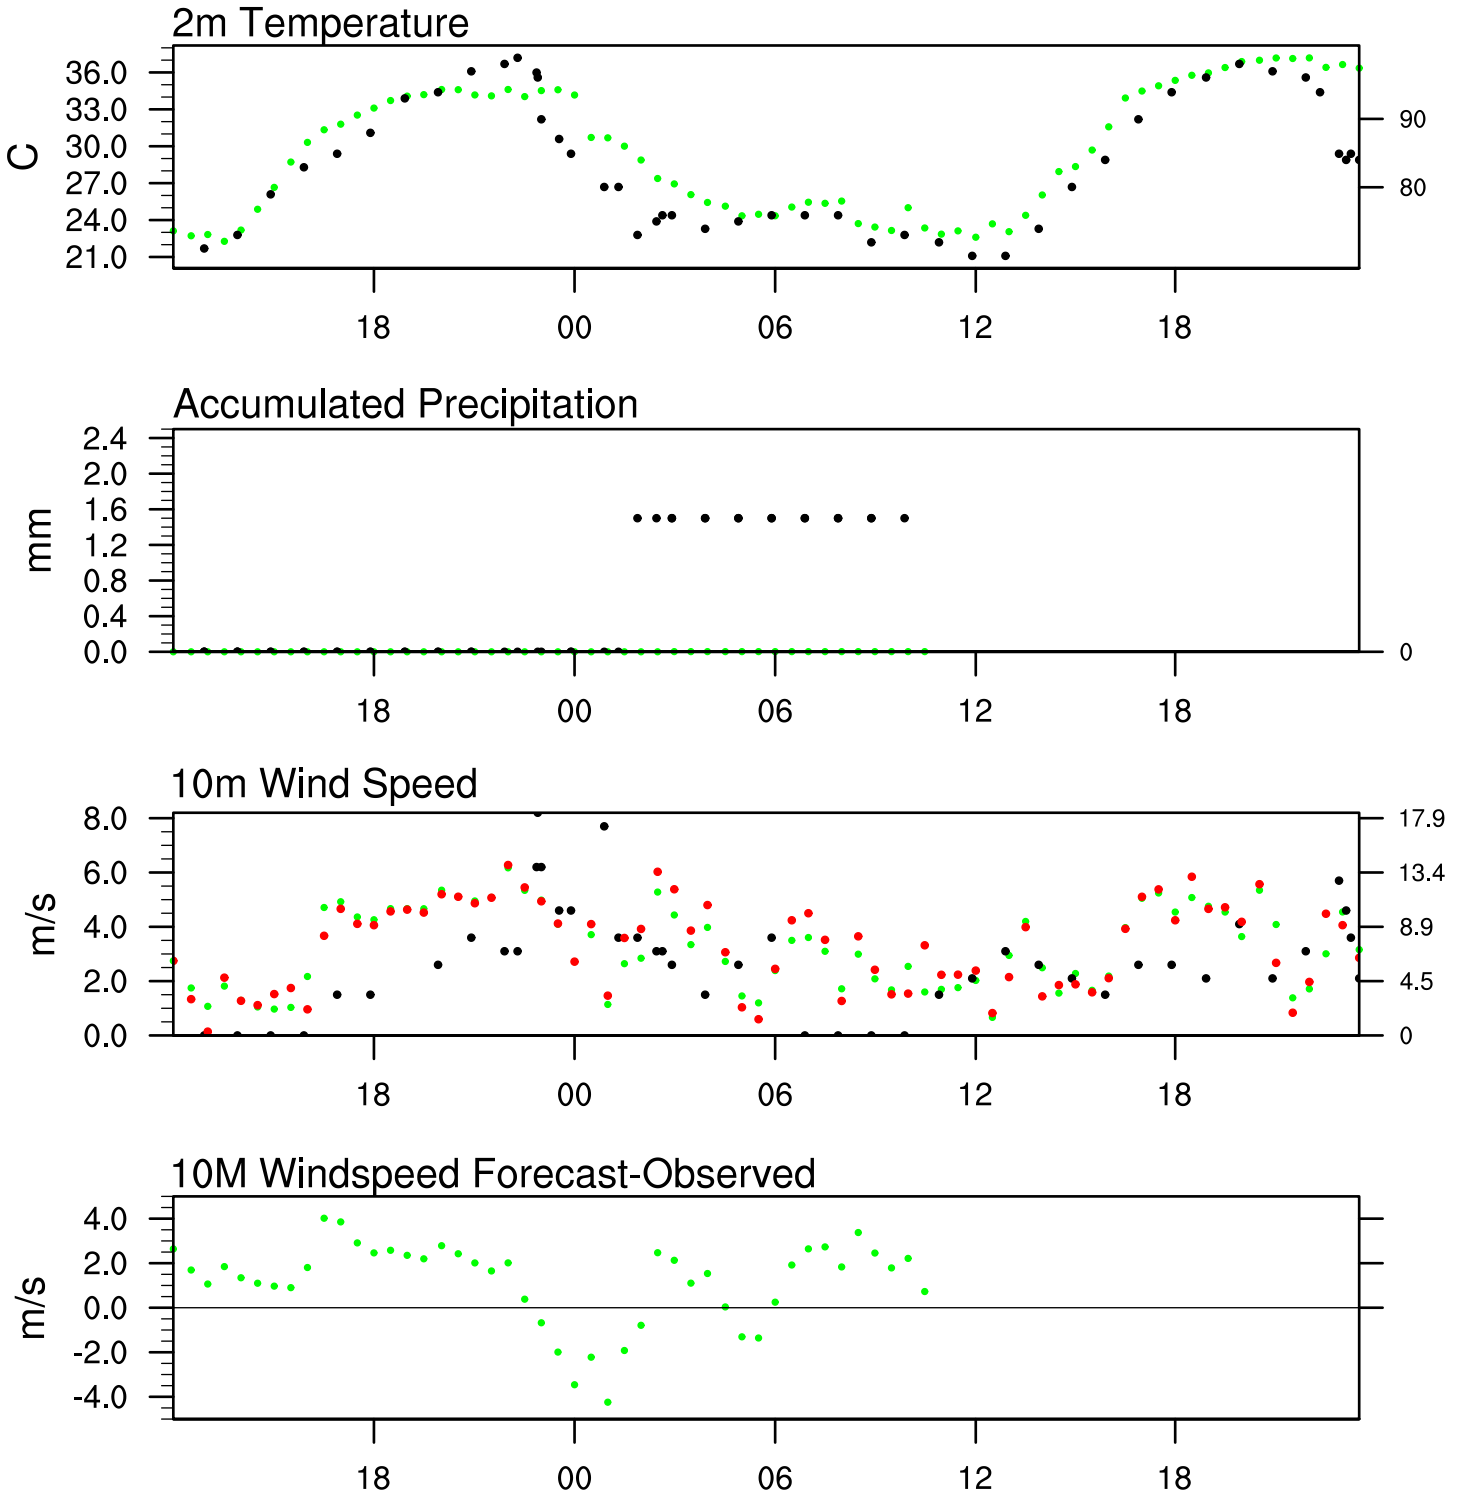 2m Temperature
36.0
33.0
30.0
27.0
24.0
21.0
C
90
80
18 00 06 12 18
Accumulated Precipitation
2.4
2.0
1.6
1.2
0.8
0.4
0.0
mm
0
18 00 06 12 18
10m Wind Speed
8.0
6.0
4.0
2.0
0.0
m/s
17.9
13.4
8.9
4.5
0
18 00 06 12 18
10M Windspeed Forecast-Observed
4.0
2.0
0.0
-2.0
-4.0
m/s
18 00 06 12 18